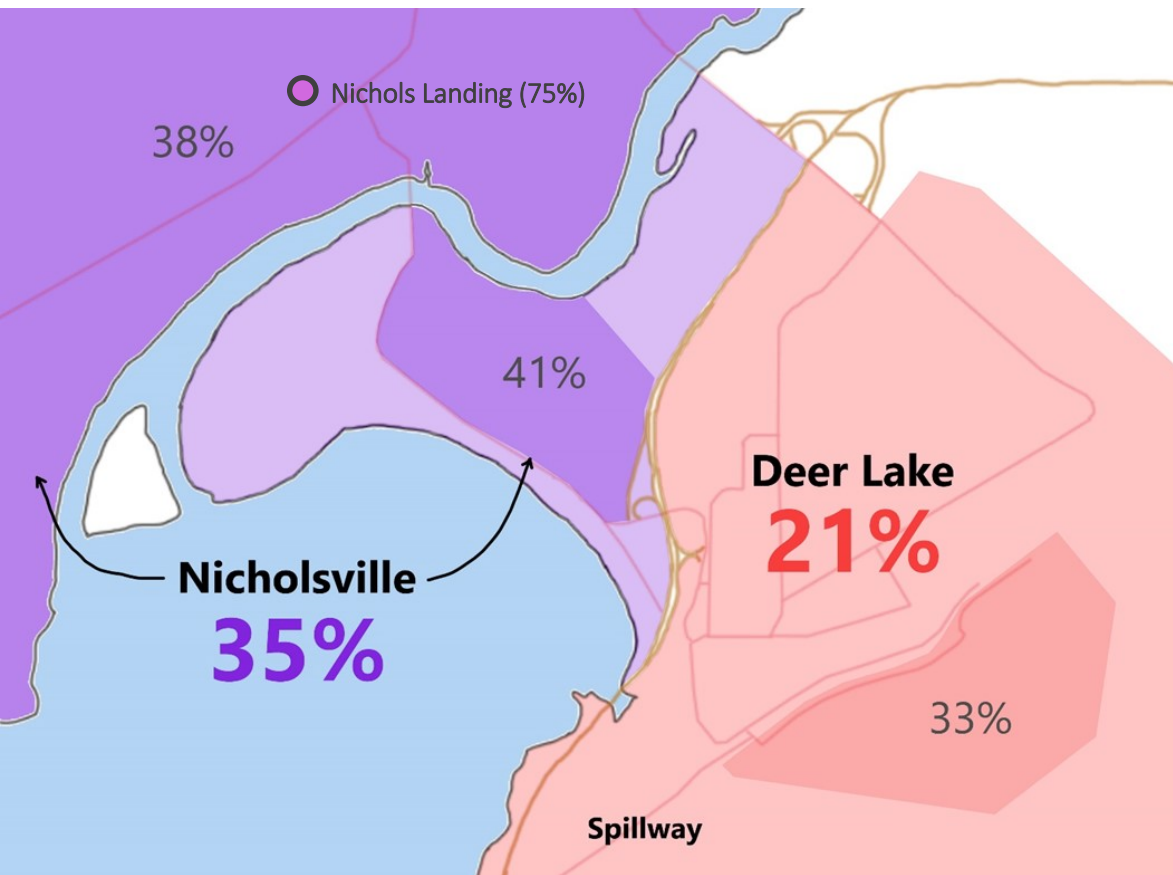 Nichols Landing (75%)
38%
41%
Deer Lake
21%
Nicholsville
35%
33%
Spillway